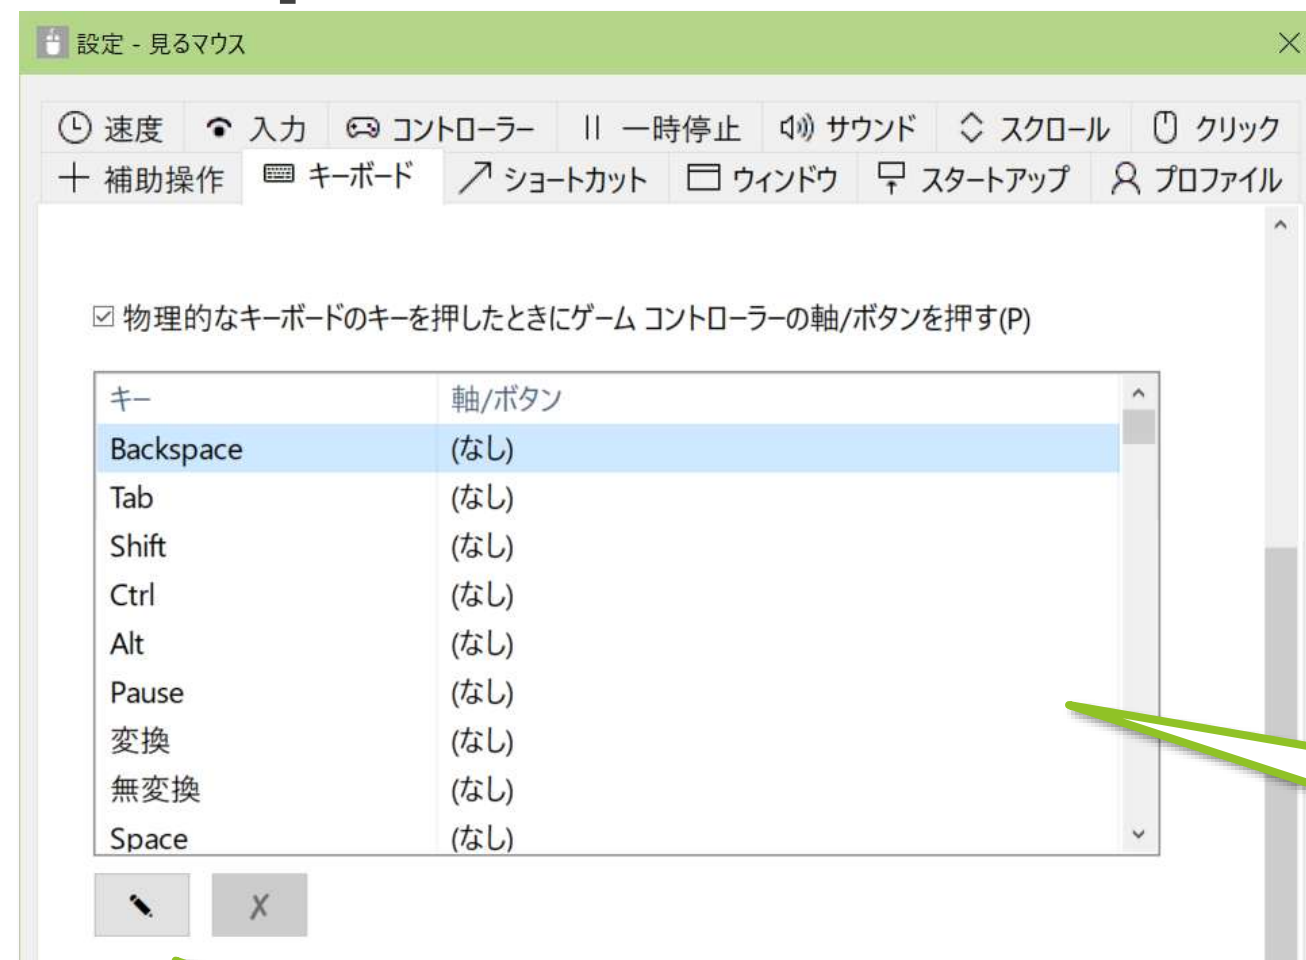 設定 - 見るマウス
速度 入力 コントローラー 一時停止 サウンド スクロール クリック
補助操作 キーボード ショートカット ウィンドウ スタートアップ プロファイル
物理的なキーボードのキーを押したときにゲーム コントローラーの軸/ボタンを押す(P)
キー 軸/ボタン
Backspace (なし)
Tab (なし)
Shift (なし)
Ctrl (なし)
Alt (なし)
Pause (なし)
変換 (なし)
無変換 (なし)
Space (なし)